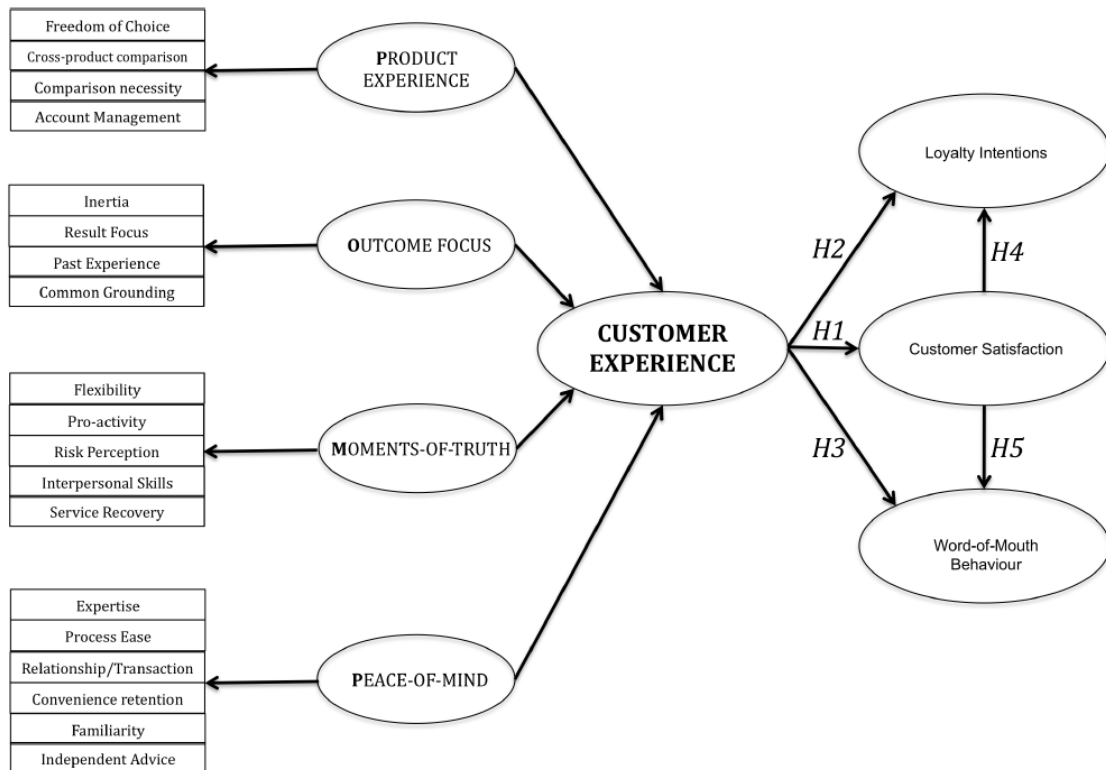 Freedom of Choice
Cross-product comparison
Comparison necessity
Account Management
PRODUCT
EXPERIENCE
Inertia
Result Focus
Past Experience
Common Grounding
OUTCOME FOCUS
Flexibility
Pro-activity
Risk Perception
Interpersonal Skills
Service Recovery
MOMENTS-OF-TRUTH
Expertise
Process Ease
Relationship/Transaction
Convenience retention
Familiarity
Independent Advice
PEACE-OF-MIND
CUSTOMER
EXPERIENCE
H2
H1
H3
Loyalty Intentions
H4
Customer Satisfaction
H5
Word-of-Mouth
Behaviour